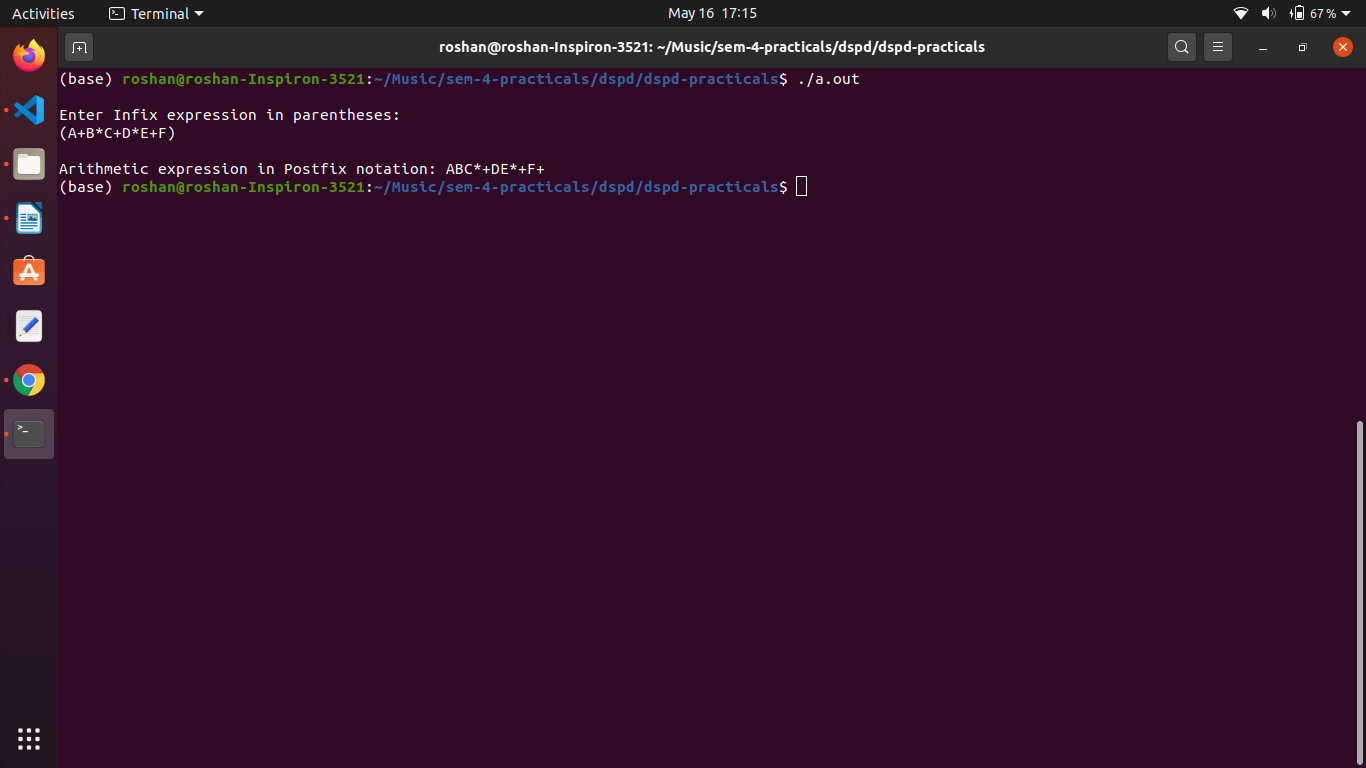 Activities Terminal May 16 17:15 67 %
roshan@roshan-Inspiron-3521: ~/Music/sem-4-practicals/dspd/dspd-practicals
(base) roshan@roshan-Inspiron-3521:~/Music/sem-4-practicals/dspd/dspd-practicals$ ./a.out
Enter Infix expression in parentheses:
(A+B*C+D*E+F)
Arithmetic expression in Postfix notation: ABC*+DE*+F+
(base) roshan@roshan-Inspiron-3521:~/Music/sem-4-practicals/dspd/dspd-practicals$